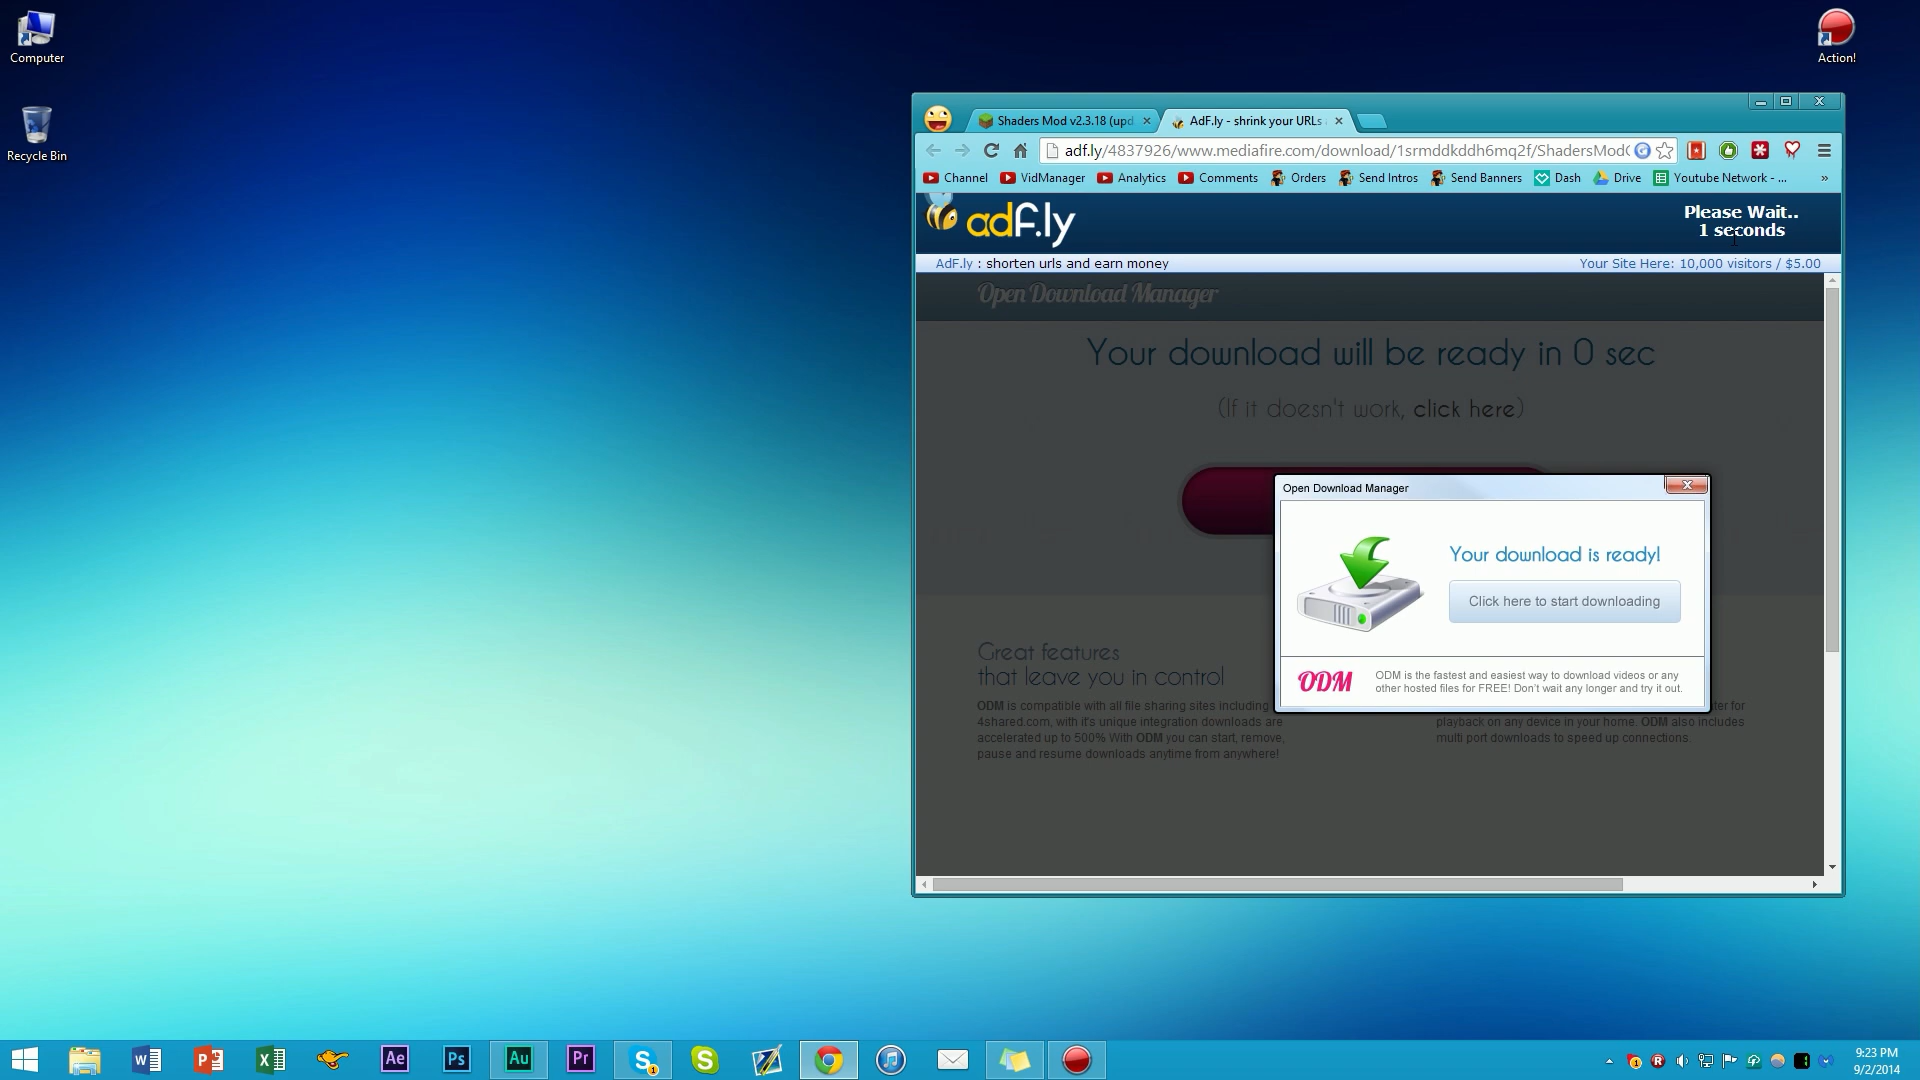 Computer
Recycle Bin
Action!
Shaders Mod v2.3.18 (upd
AdF.ly - shrink your URLs
adf.ly/4837926/www.mediafire.com/download/1srmddkddh6mq2f/ShadersMod
Channel
VidManager
Analytics
Comments
Orders
Send Intros
Send Banners
Dash
Drive
Youtube Network - ...
»
adf.ly
Please Wait..
1 seconds
AdF.ly : shorten urls and earn money
Your Site Here: 10,000 visitors / $5.00
Open Download Manager
Your download will be ready in 0 sec
(If it doesn't work, click here)
Open Download Manager
Your download is ready!
Click here to start downloading
ODM
ODM is the fastest and easiest way to download videos or any
other hosted files for FREE! Don't wait any longer and try it out.
Great features
that leave you in control
ODM is compatible with all file sharing sites including
4shared.com, with it's unique integration downloads are
accelerated up to 500% With ODM you can start, remove,
pause and resume downloads anytime from anywhere!
for
playback on any device in your home. ODM also includes
multi port downloads to speed up connections.
Ae
Ps
Au
Pr
9:23 PM
9/2/2014